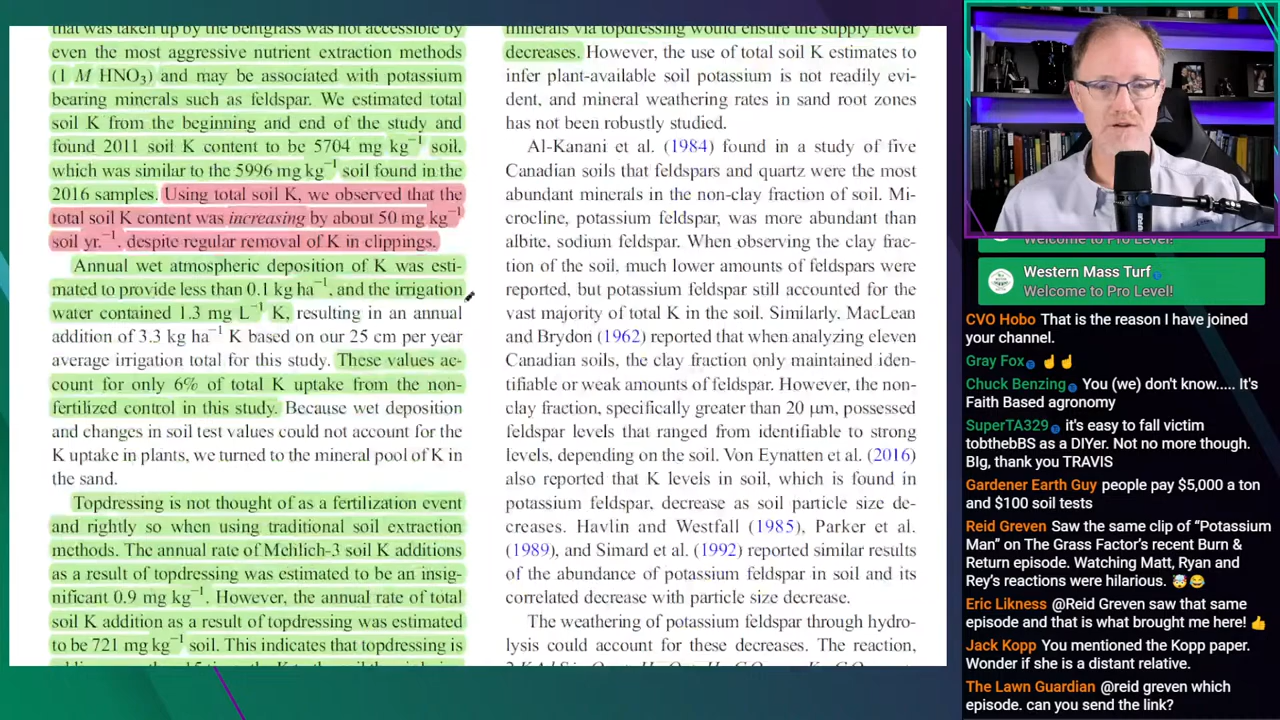 that was taken up by the bentgrass was not accessible by
even the most aggressive nutrient extraction methods
(1 M HNO3) and may be associated with potassium
bearing minerals such as feldspar. We estimated total
soil K from the beginning and end of the study and
found 2011 soil K content to be 5704 mg kg−1 soil,
which was similar to the 5996 mg kg−1 soil found in the
2016 samples. Using total soil K, we observed that the
total soil K content was increasing by about 50 mg kg−1
soil yr.−1, despite regular removal of K in clippings.
Annual wet atmospheric deposition of K was esti-
mated to provide less than 0.1 kg ha−1, and the irrigation
water contained 1.3 mg L−1 K, resulting in an annual
addition of 3.3 kg ha−1 K based on our 25 cm per year
average irrigation total for this study. These values ac-
count for only 6% of total K uptake from the non-
fertilized control in this study. Because wet deposition
and changes in soil test values could not account for the
K uptake in plants, we turned to the mineral pool of K in
the sand.
Topdressing is not thought of as a fertilization event
and rightly so when using traditional soil extraction
methods. The annual rate of Mehlich-3 soil K additions
as a result of topdressing was estimated to be an insig-
nificant 0.9 mg kg−1. However, the annual rate of total
soil K addition as a result of topdressing was estimated
to be 721 mg kg−1 soil. This indicates that topdressing is
minerals via topdressing would ensure the supply never
decreases. However, the use of total soil K estimates to
infer plant-available soil potassium is not readily evi-
dent, and mineral weathering rates in sand root zones
has not been robustly studied.
Al-Kanani et al. (1984) found in a study of five
Canadian soils that feldspars and quartz were the most
abundant minerals in the non-clay fraction of soil. Mi-
crocline, potassium feldspar, was more abundant than
albite, sodium feldspar. When observing the clay frac-
tion of the soil, much lower amounts of feldspars were
reported, but potassium feldspar still accounted for the
vast majority of total K in the soil. Similarly. MacLean
and Brydon (1962) reported that when analyzing eleven
Canadian soils, the clay fraction only maintained iden-
tifiable or weak amounts of feldspar. However, the non-
clay fraction, specifically greater than 20 μm, possessed
feldspar levels that ranged from identifiable to strong
levels, depending on the soil. Von Eynatten et al. (2016)
also reported that K levels in soil, which is found in
potassium feldspar, decrease as soil particle size de-
creases. Havlin and Westfall (1985), Parker et al.
(1989), and Simard et al. (1992) reported similar results
of the abundance of potassium feldspar in soil and its
correlated decrease with particle size decrease.
The weathering of potassium feldspar through hydro-
lysis could account for these decreases. The reaction,
Welcome to Pro Level!
Western Mass Turf
Welcome to Pro Level!
CVO Hobo That is the reason I have joined
your channel.
Gray Fox ☝️☝️
Chuck Benzing You (we) don't know..... It's
Faith Based agronomy
SuperTA329 it's easy to fall victim
tobthebBS as a DIYer. Not no more though.
BIg, thank you TRAVIS
Gardener Earth Guy people pay $5,000 a ton
and $100 soil tests
Reid Greven Saw the same clip of “Potassium
Man” on The Grass Factor’s recent Burn &
Return episode. Watching Matt, Ryan and
Rey’s reactions were hilarious. 🤯😂
Eric Likness @Reid Greven saw that same
episode and that is what brought me here! 👍
Jack Kopp You mentioned the Kopp paper.
Wonder if she is a distant relative.
The Lawn Guardian @reid greven which
episode. can you send the link?